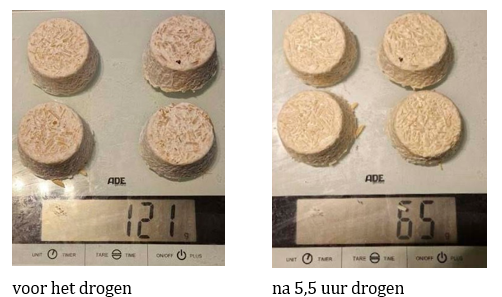 ADE
121 g
UNIT TIMER TARE TIME ON/OFF PLUS
voor het drogen
ADE
65
UNIT TIMER TARE TIME ON/OFF PLUS
na 5,5 uur drogen